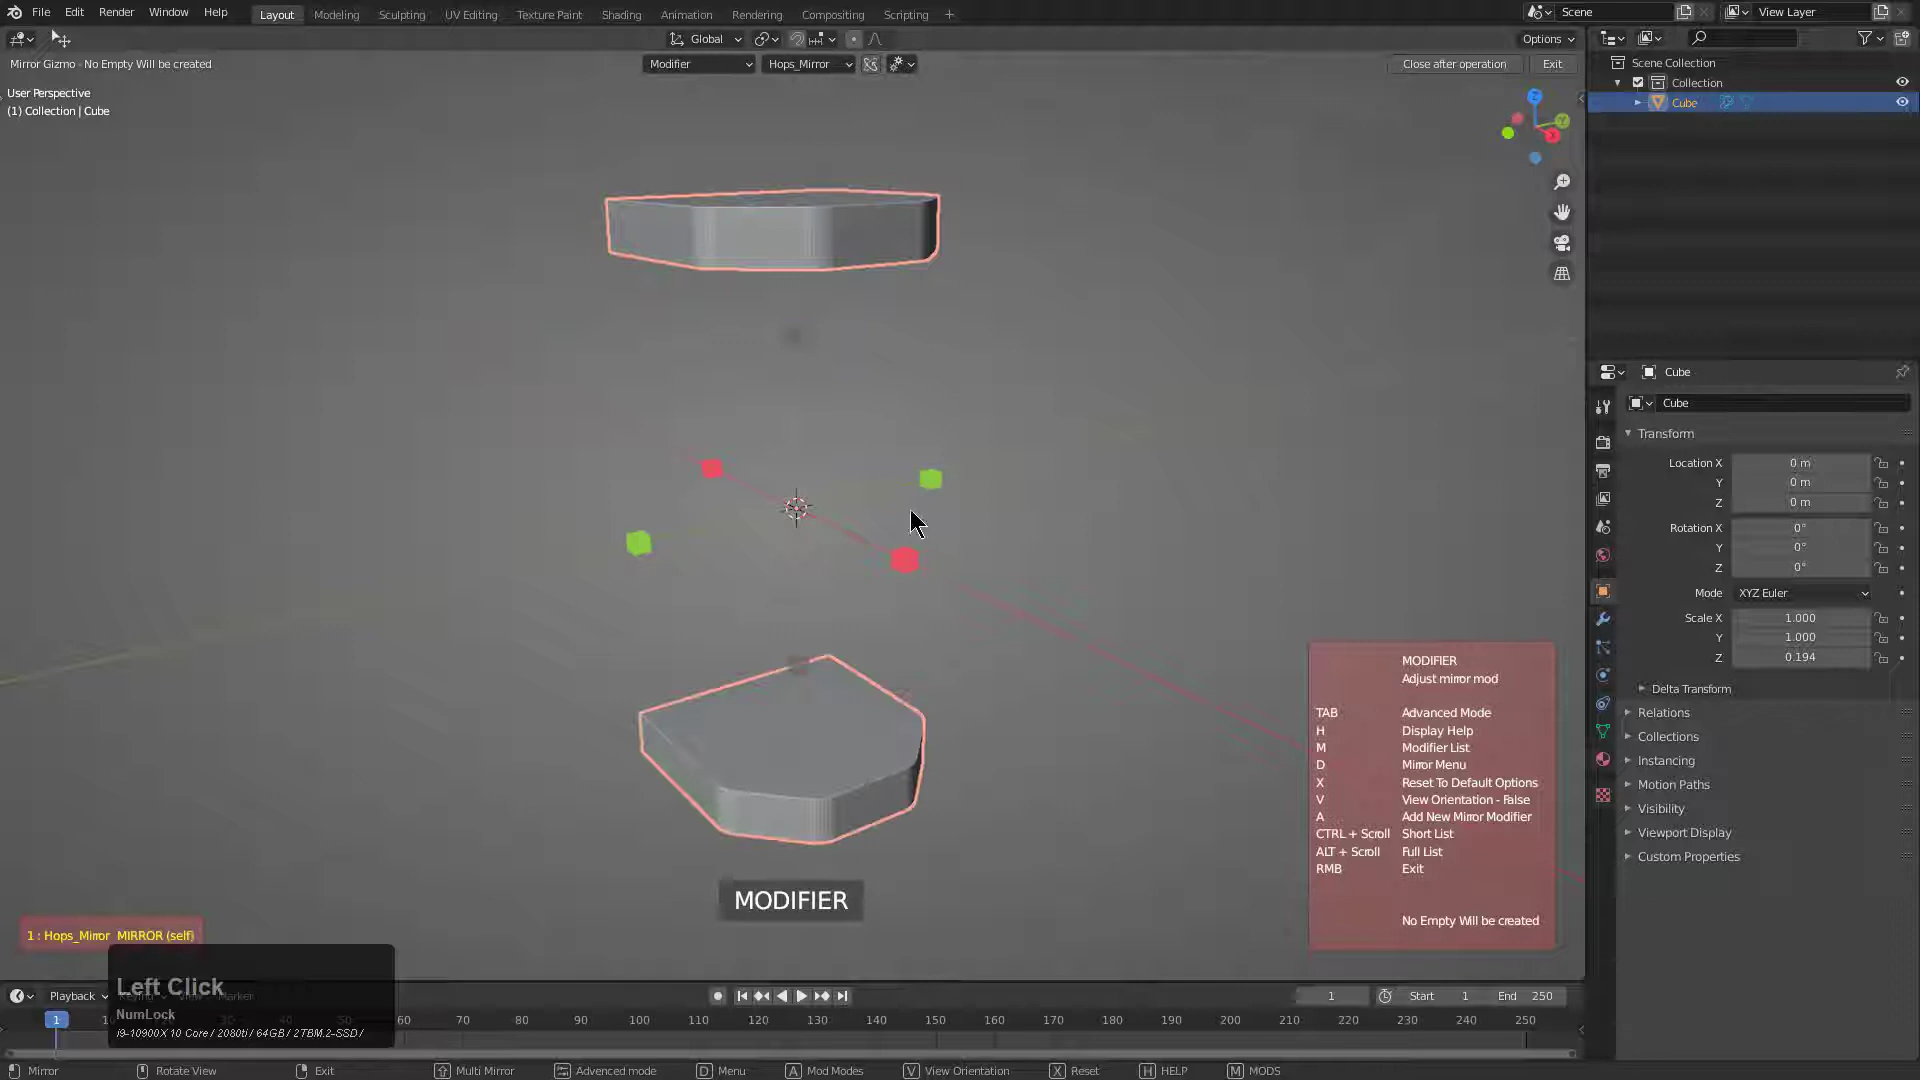 File Edit Render Window Help Layout Modeling Sculpting UV Editing Texture Paint Shading Animation Rendering Compositing Scripting + Scene View Layer
Global Options
Mirror Gizmo - No Empty Will be created Modifier Hops_Mirror Close after operation Exit
User Perspective
(1) Collection | Cube
Scene Collection
Collection
Cube
Z
Y
X
Cube
Cube
Transform
Location X 0 m
Y 0 m
Z 0 m
Rotation X 0°
Y 0°
Z 0°
Mode XYZ Euler
Scale X 1.000
Y 1.000
Z 0.194
Delta Transform
Relations
Collections
Instancing
Motion Paths
Visibility
Viewport Display
Custom Properties
MODIFIER
Adjust mirror mod
TAB Advanced Mode
H Display Help
M Modifier List
D Mirror Menu
X Reset To Default Options
V View Orientation - False
A Add New Mirror Modifier
CTRL + Scroll Short List
ALT + Scroll Full List
RMB Exit
No Empty Will be created
MODIFIER
1 : Hops_Mirror MIRROR (self)
Left Click
NumLock
i9-10900X 10 Core / 2080ti / 64GB / 2TBM.2-SSD /
Playback Keying View Marker 1 Start 1 End 250
1 60 70 80 90 100 110 120 130 140 150 160 170 180 190 200 210 220 230 240 250
Mirror Rotate View Exit Multi Mirror Advanced mode D Menu A Mod Modes V View Orientation X Reset H HELP M MODS